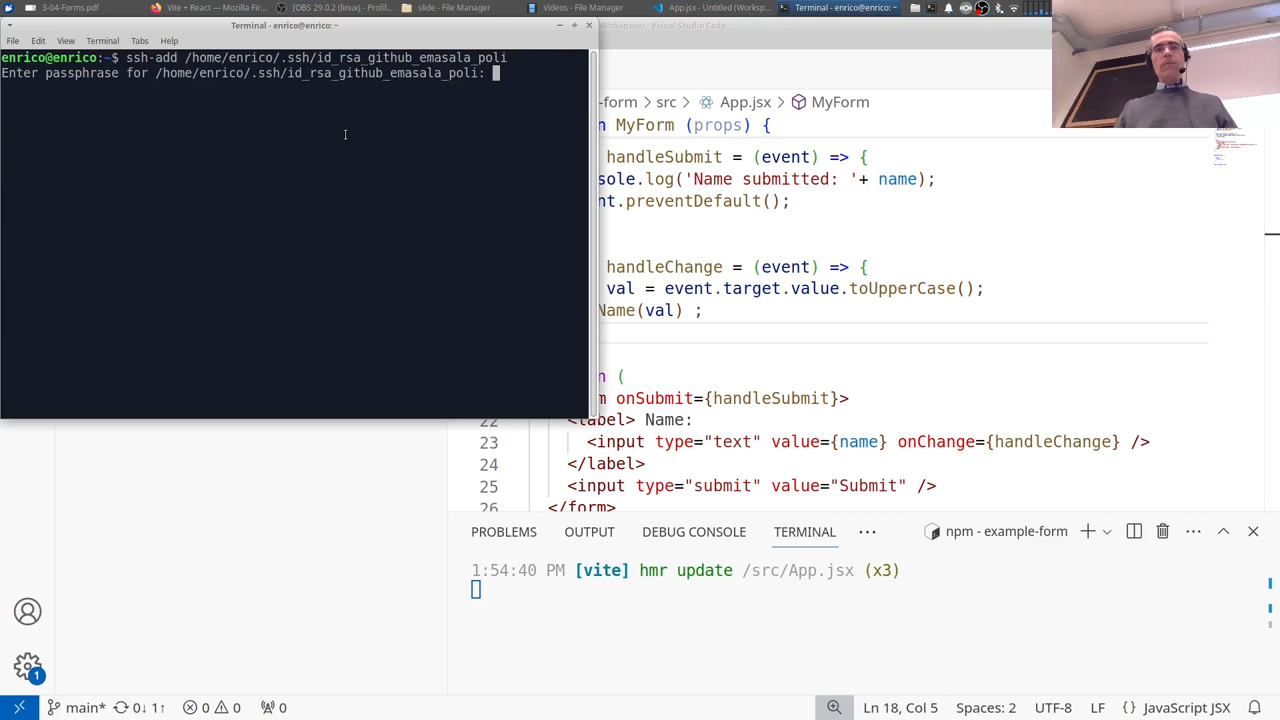 3-04-Forms.pdf
Vite + React — Mozilla Fir...
[OBS 29.0.2 (linux) - Profil...
slide - File Manager
Videos - File Manager
App.jsx - Untitled (Worksp...
Terminal - enrico@enrico: ~
Terminal - enrico@enrico: ~
Workspace) - Visual Studio Code
File Edit View Terminal Tabs Help
enrico@enrico:~$ ssh-add /home/enrico/.ssh/id_rsa_github_emasala_poli
Enter passphrase for /home/enrico/.ssh/id_rsa_github_emasala_poli:
-form > src > App.jsx > MyForm
n MyForm (props) {
handleSubmit = (event) => {
sole.log('Name submitted: '+ name);
nt.preventDefault();
handleChange = (event) => {
val = event.target.value.toUpperCase();
Name(val) ;
n (
m onSubmit={handleSubmit}>
22 <label> Name:
23 <input type="text" value={name} onChange={handleChange} />
24 </label>
25 <input type="submit" value="Submit" />
26 </form>
PROBLEMS OUTPUT DEBUG CONSOLE TERMINAL ··· npm - example-form
1:54:40 PM [vite] hmr update /src/App.jsx (x3)
1
main* 0↓ 1↑ 0 0 0 Ln 18, Col 5 Spaces: 2 UTF-8 LF {} JavaScript JSX